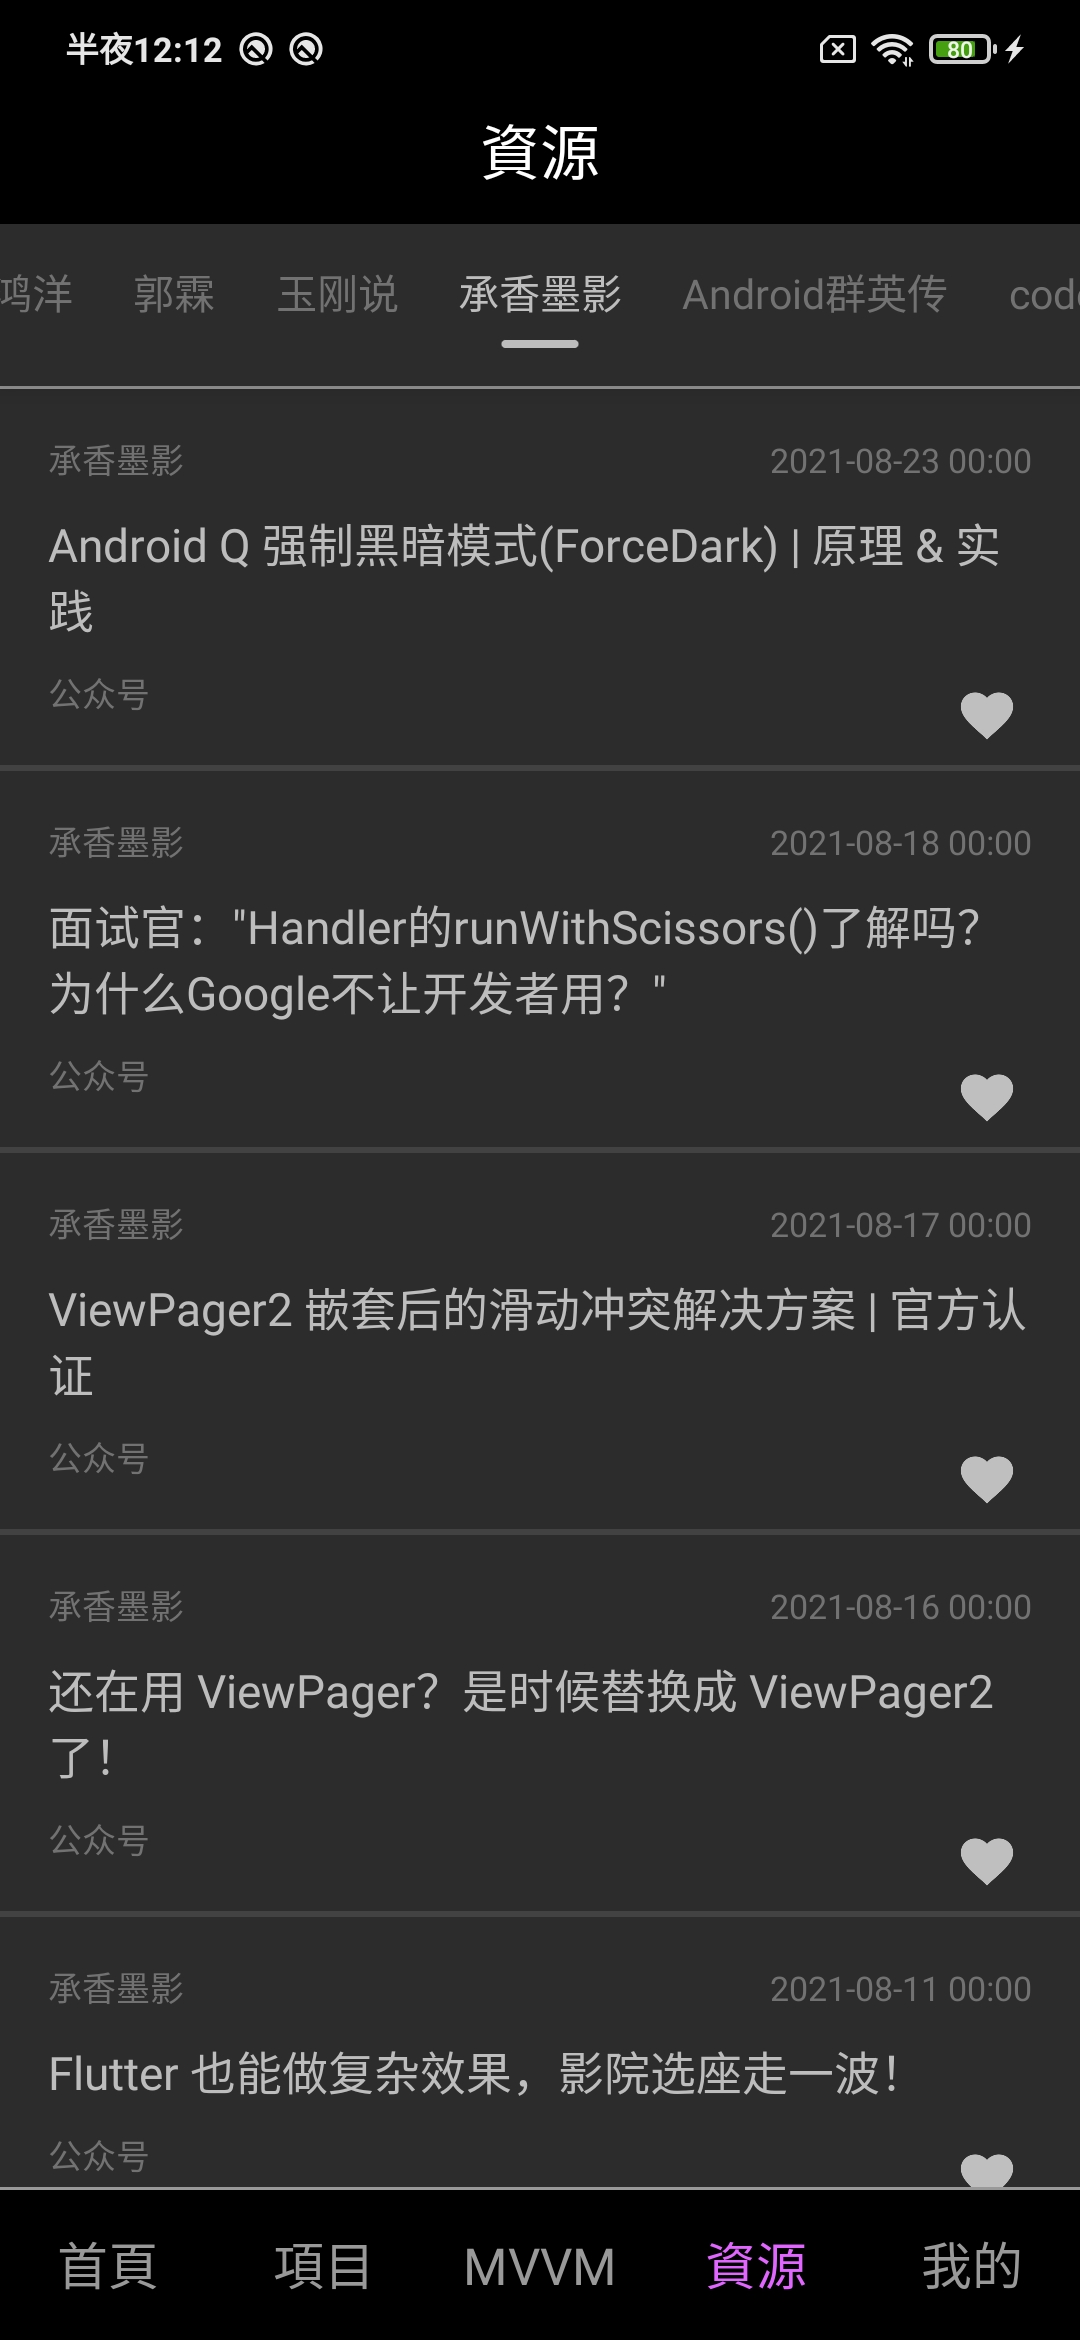 半夜12:12
80
資源
鸿洋 郭霖 玉刚说 承香墨影 Android群英传 code
承香墨影 2021-08-23 00:00
Android Q 强制黑暗模式(ForceDark) | 原理 & 实
践
公众号
承香墨影 2021-08-18 00:00
面试官："Handler的runWithScissors()了解吗？
为什么Google不让开发者用？"
公众号
承香墨影 2021-08-17 00:00
ViewPager2 嵌套后的滑动冲突解决方案 | 官方认
证
公众号
承香墨影 2021-08-16 00:00
还在用 ViewPager？是时候替换成 ViewPager2
了！
公众号
承香墨影 2021-08-11 00:00
Flutter 也能做复杂效果，影院选座走一波！
公众号
首頁 項目 MVVM 資源 我的